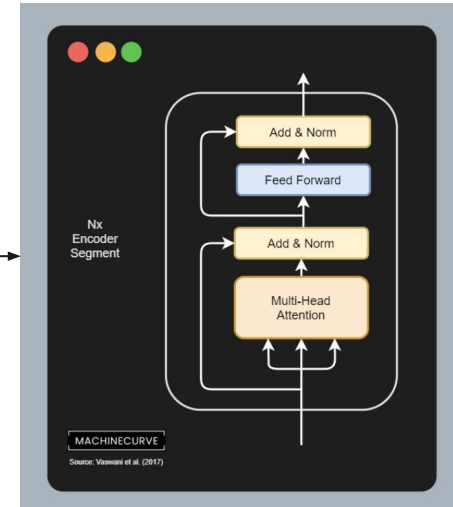 Add & Norm
Feed Forward
Nx
Encoder
Segment
Add & Norm
Multi-Head
Attention
MACHINECURVE
Source: Vaswani et al. (2017)